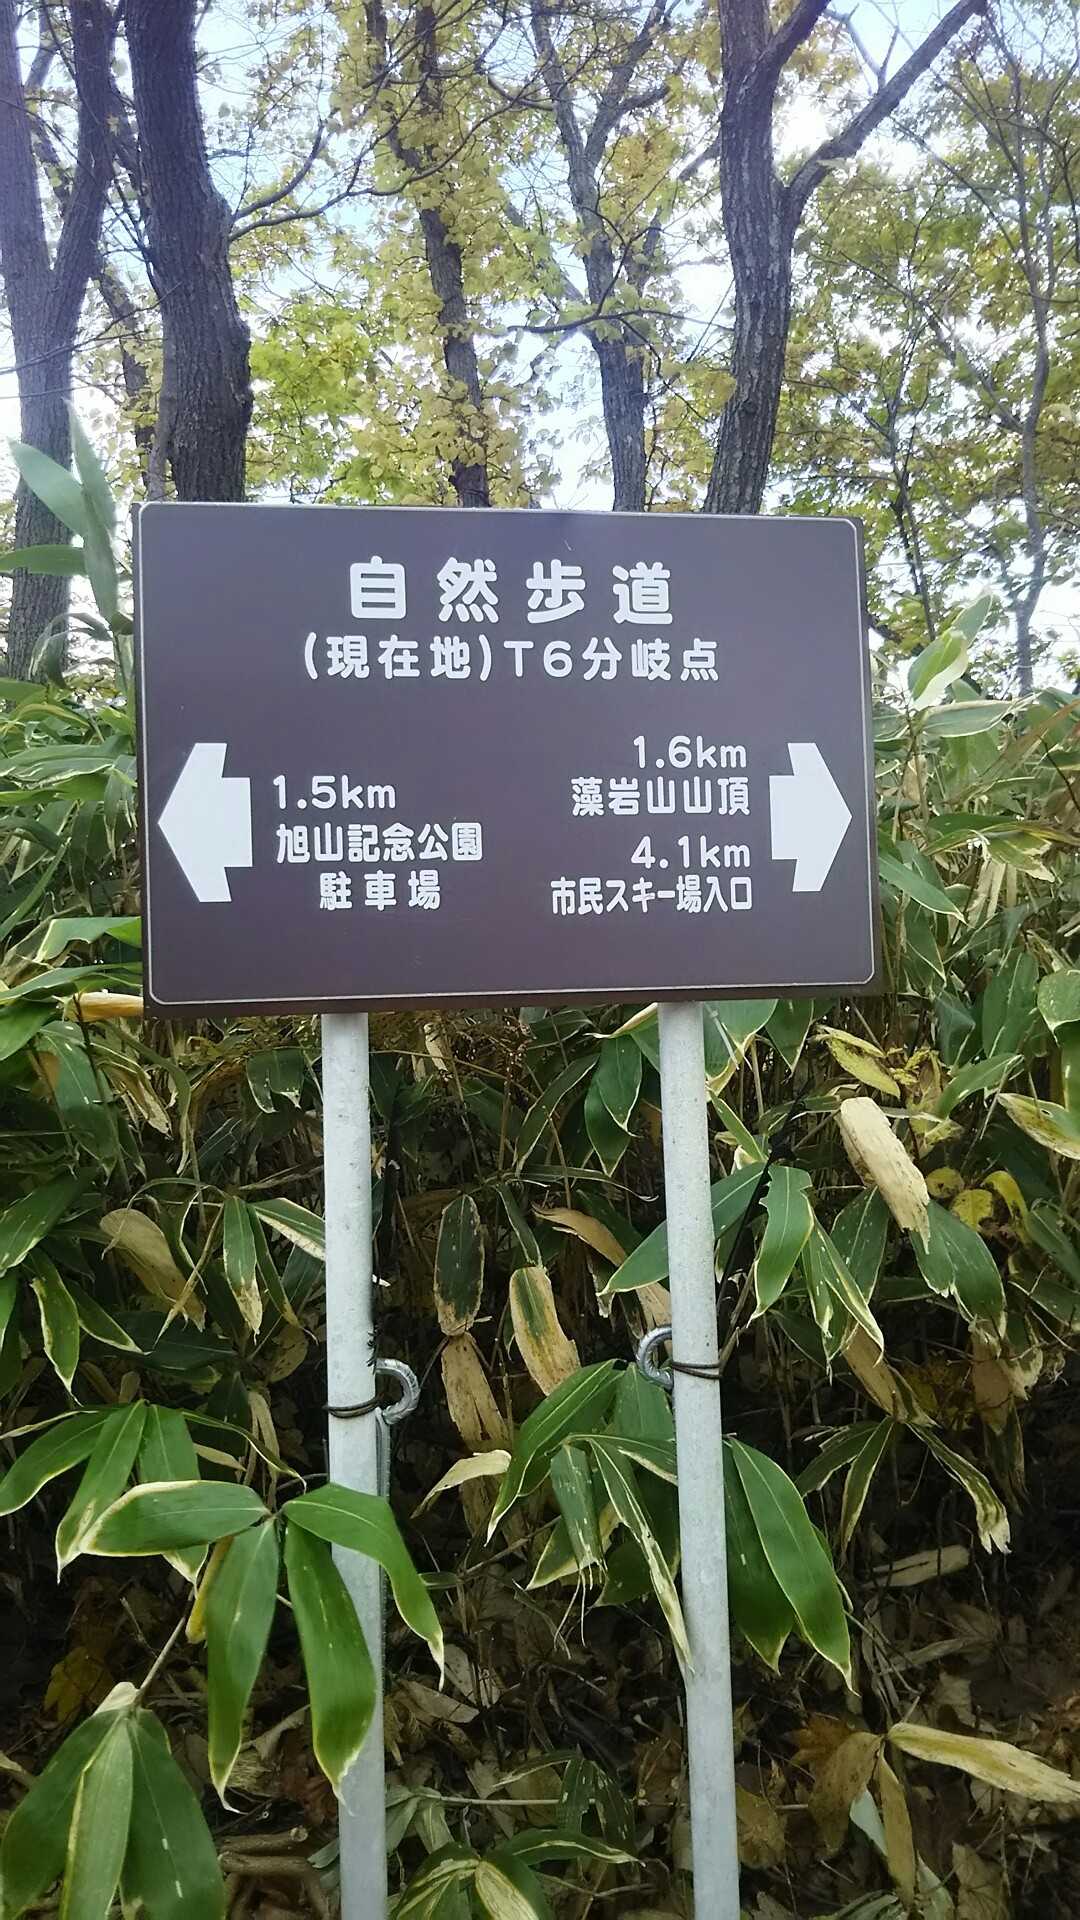 自然歩道
(現在地)T6分岐点
1.5km
旭山記念公園
駐車場
1.6km
藻岩山山頂
4.1km
市民スキー場入口